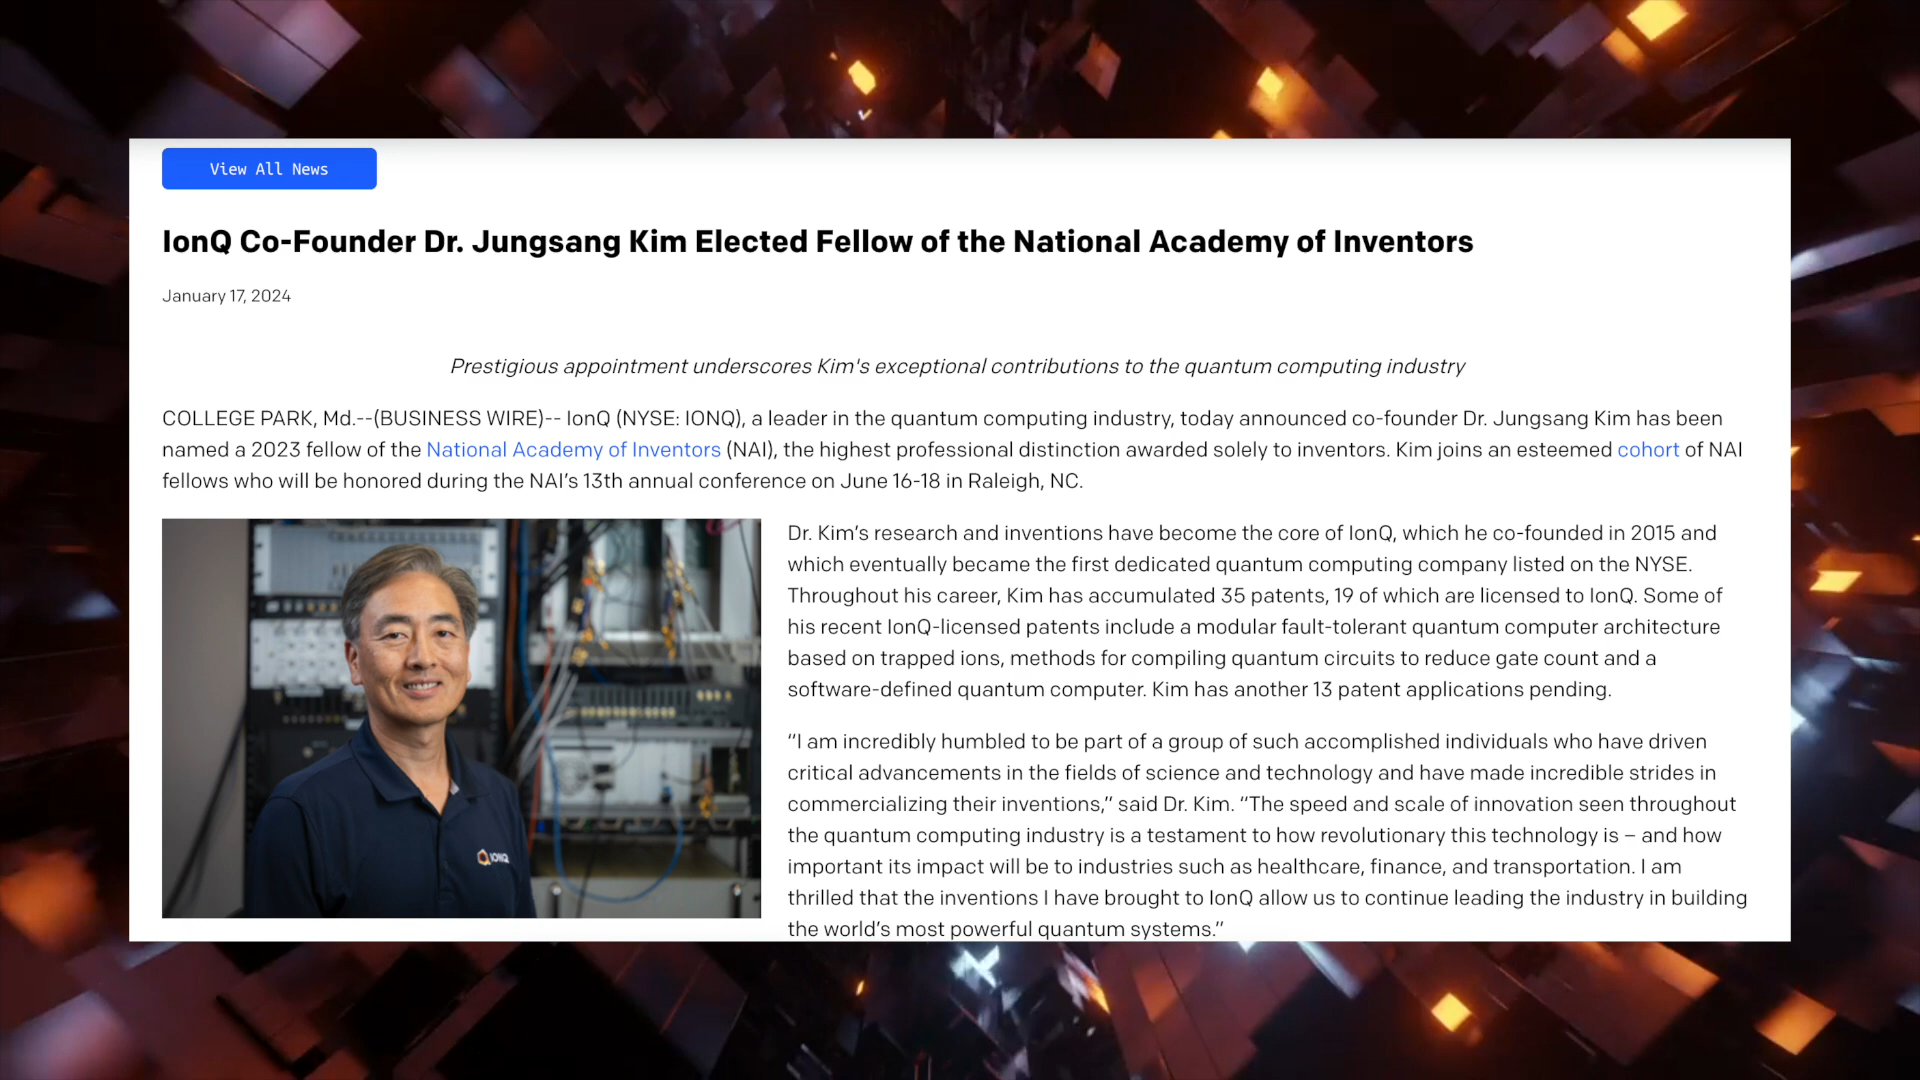 View All News
IonQ Co-Founder Dr. Jungsang Kim Elected Fellow of the National Academy of Inventors
January 17, 2024
Prestigious appointment underscores Kim's exceptional contributions to the quantum computing industry
COLLEGE PARK, Md.--(BUSINESS WIRE)-- IonQ (NYSE: IONQ), a leader in the quantum computing industry, today announced co-founder Dr. Jungsang Kim has been
named a 2023 fellow of the National Academy of Inventors (NAI), the highest professional distinction awarded solely to inventors. Kim joins an esteemed cohort of NAI
fellows who will be honored during the NAI’s 13th annual conference on June 16-18 in Raleigh, NC.
Dr. Kim’s research and inventions have become the core of IonQ, which he co-founded in 2015 and
which eventually became the first dedicated quantum computing company listed on the NYSE.
Throughout his career, Kim has accumulated 35 patents, 19 of which are licensed to IonQ. Some of
his recent IonQ-licensed patents include a modular fault-tolerant quantum computer architecture
based on trapped ions, methods for compiling quantum circuits to reduce gate count and a
software-defined quantum computer. Kim has another 13 patent applications pending.
“I am incredibly humbled to be part of a group of such accomplished individuals who have driven
critical advancements in the fields of science and technology and have made incredible strides in
commercializing their inventions,” said Dr. Kim. “The speed and scale of innovation seen throughout
the quantum computing industry is a testament to how revolutionary this technology is – and how
important its impact will be to industries such as healthcare, finance, and transportation. I am
thrilled that the inventions I have brought to IonQ allow us to continue leading the industry in building
the world’s most powerful quantum systems.”
IONQ